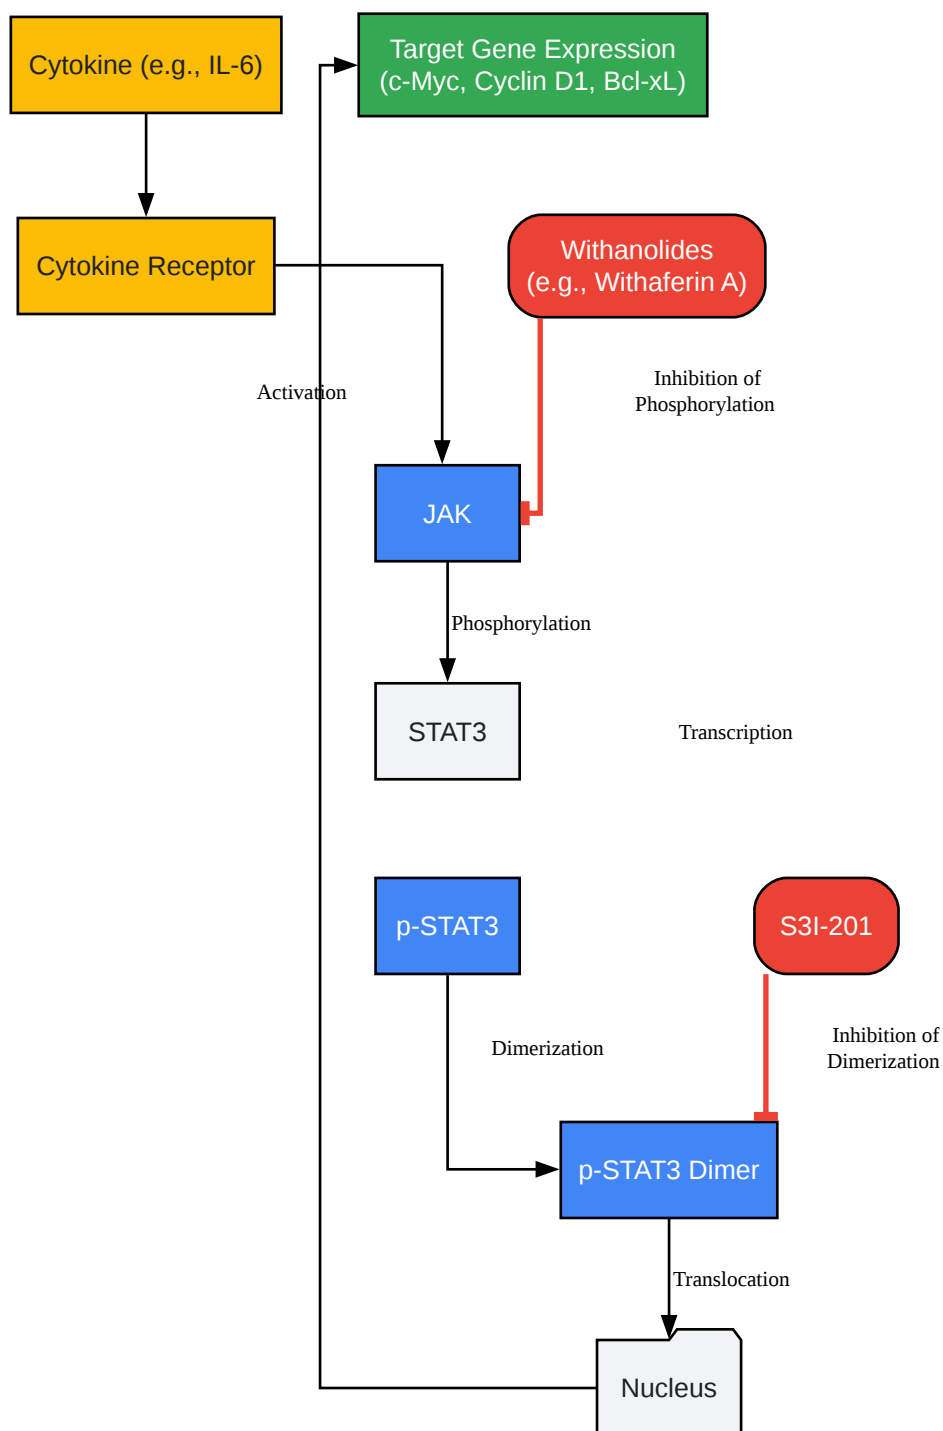 Cytokine (e.g., IL-6)
Target Gene Expression
(c-Myc, Cyclin D1, Bcl-xL)
Cytokine Receptor
Withanolides
(e.g., Withaferin A)
Activation
Inhibition of
Phosphorylation
JAK
Phosphorylation
STAT3
Transcription
p-STAT3
S3I-201
Dimerization
Inhibition of
Dimerization
p-STAT3 Dimer
Translocation
Nucleus